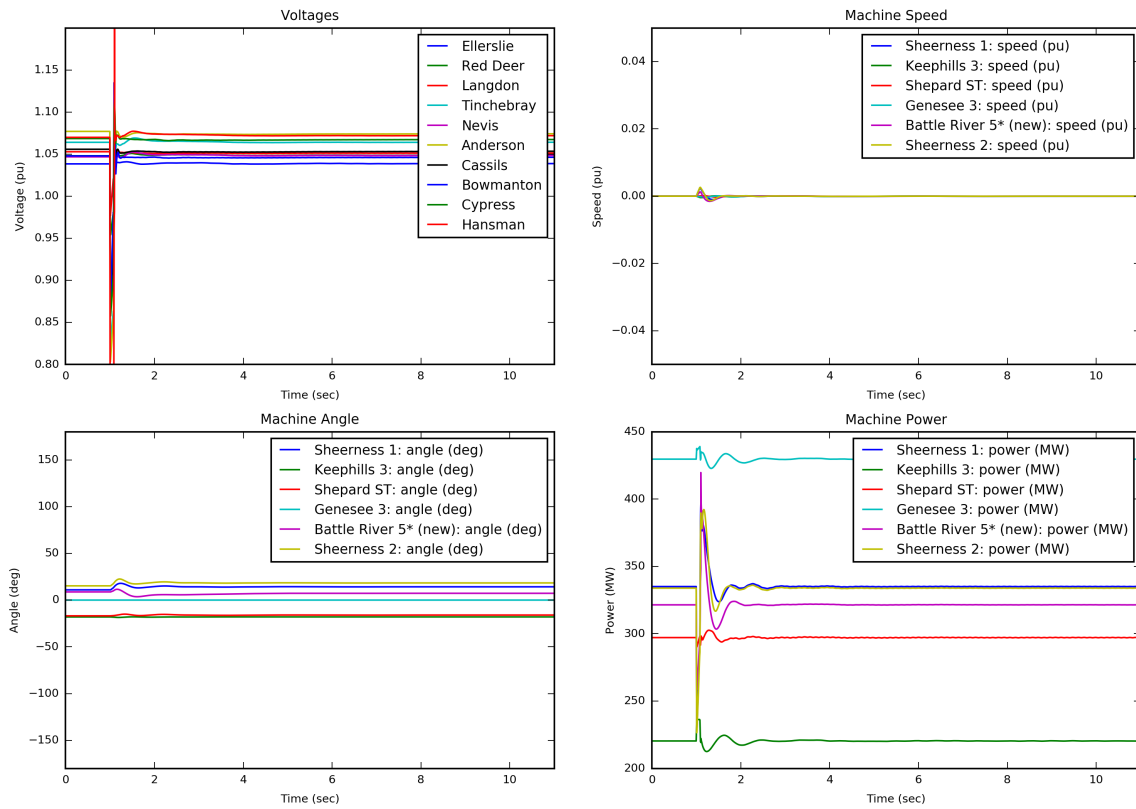 Voltages
1.15
1.10
1.05
1.00
0.95
0.90
0.85
0.80
Voltage (pu)
Ellerslie
Red Deer
Langdon
Tinchebray
Nevis
Anderson
Cassils
Bowmanton
Cypress
Hansman
0 2 4 6 8 10
Time (sec)
Machine Speed
0.04
0.02
0.00
−0.02
−0.04
Speed (pu)
Sheerness 1: speed (pu)
Keephills 3: speed (pu)
Shepard ST: speed (pu)
Genesee 3: speed (pu)
Battle River 5* (new): speed (pu)
Sheerness 2: speed (pu)
0 2 4 6 8 10
Time (sec)
Machine Angle
150
100
50
0
−50
−100
−150
Angle (deg)
Sheerness 1: angle (deg)
Keephills 3: angle (deg)
Shepard ST: angle (deg)
Genesee 3: angle (deg)
Battle River 5* (new): angle (deg)
Sheerness 2: angle (deg)
0 2 4 6 8 10
Time (sec)
Machine Power
450
400
350
300
250
200
Power (MW)
Sheerness 1: power (MW)
Keephills 3: power (MW)
Shepard ST: power (MW)
Genesee 3: power (MW)
Battle River 5* (new): power (MW)
Sheerness 2: power (MW)
0 2 4 6 8 10
Time (sec)